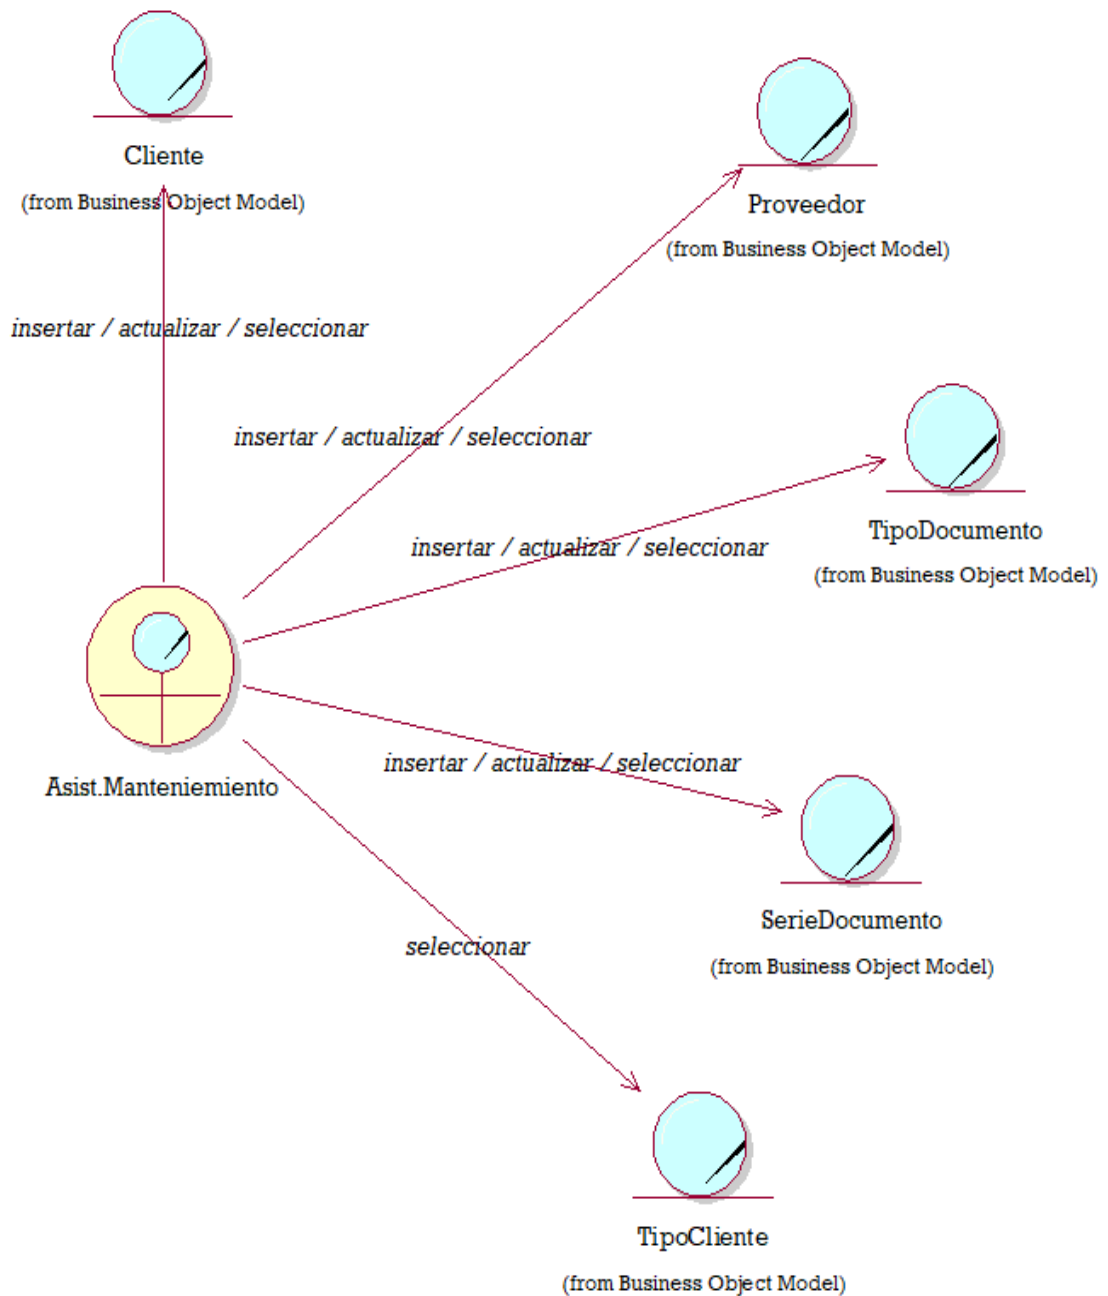 Cliente
(from Business Object Model)
Proveedor
(from Business Object Model)
insertar / actualizar / seleccionar
insertar / actualizar / seleccionar
TipoDocumento
(from Business Object Model)
insertar / actualizar / seleccionar
Asist.Manteniemiento
insertar / actualizar / seleccionar
SerieDocumento
(from Business Object Model)
seleccionar
TipoCliente
(from Business Object Model)